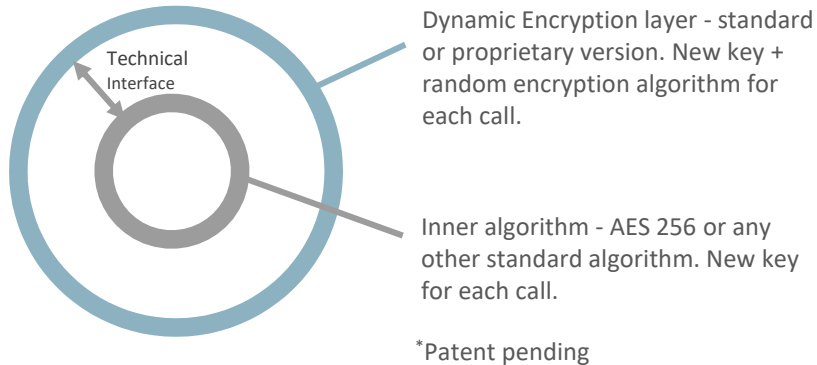 Technical
Interface
Dynamic Encryption layer - standard
or proprietary version. New key +
random encryption algorithm for
each call.
Inner algorithm - AES 256 or any
other standard algorithm. New key
for each call.
*Patent pending